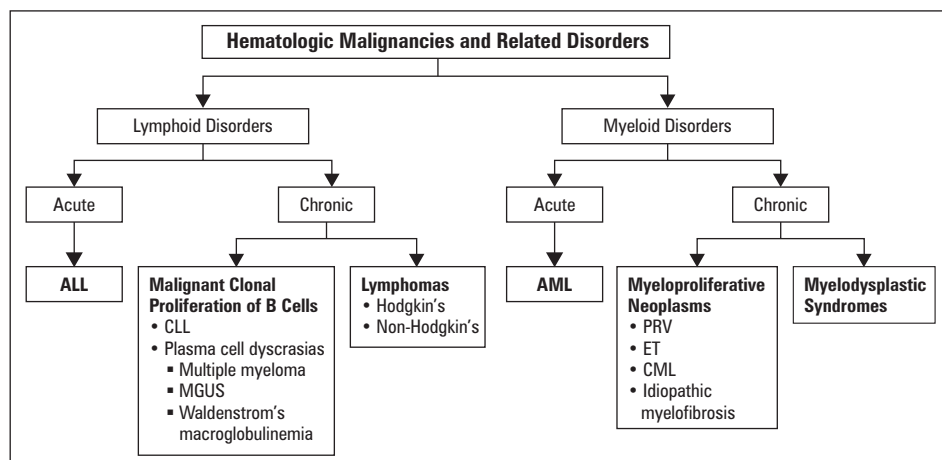 Hematologic Malignancies and Related Disorders
Lymphoid Disorders
Myeloid Disorders
Acute
Chronic
Acute
Chronic
ALL
Malignant Clonal
Proliferation of B Cells
• CLL
• Plasma cell dyscrasias
▪ Multiple myeloma
▪ MGUS
▪ Waldenstrom's
macroglobulinemia
Lymphomas
• Hodgkin's
• Non-Hodgkin's
AML
Myeloproliferative
Neoplasms
• PRV
• ET
• CML
• Idiopathic
myelofibrosis
Myelodysplastic
Syndromes